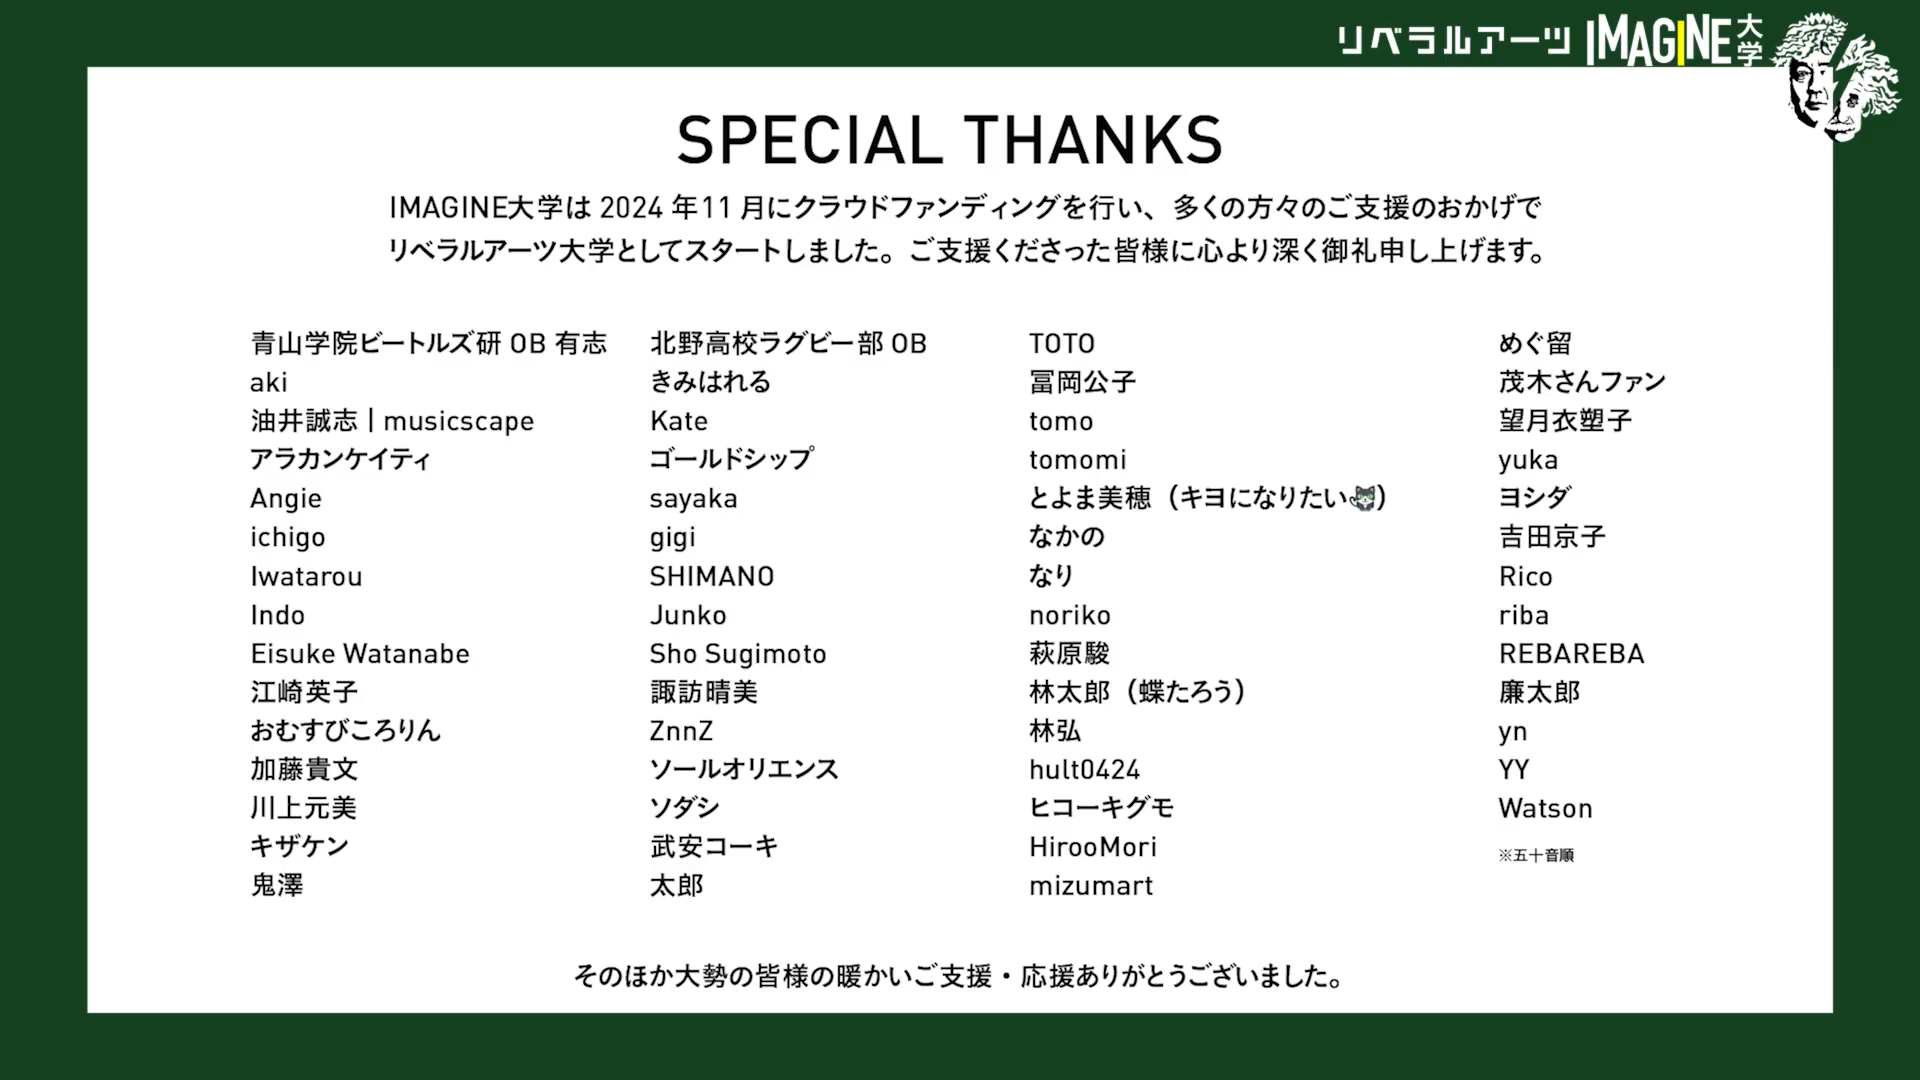 リベラルアーツ IMAGINE大学
SPECIAL THANKS
IMAGINE大学は 2024 年11 月にクラウドファンディングを行い、多くの方々のご支援のおかげで
リベラルアーツ大学としてスタートしました。ご支援くださった皆様に心より深く御礼申し上げます。
青山学院ビートルズ研 OB 有志
aki
油井誠志 | musicscape
アラカンケイティ
Angie
ichigo
Iwatarou
Indo
Eisuke Watanabe
江崎英子
おむすびころりん
加藤貴文
川上元美
キザケン
鬼澤
北野高校ラグビー部 OB
きみはれる
Kate
ゴールドシップ
sayaka
gigi
SHIMANO
Junko
Sho Sugimoto
諏訪晴美
ZnnZ
ソールオリエンス
ソダシ
武安コーキ
太郎
TOTO
冨岡公子
tomo
tomomi
とよま美穂（キヨになりたい🐱）
なかの
なり
noriko
萩原駿
林太郎（蝶たろう）
林弘
hult0424
ヒコーキグモ
HirooMori
mizumart
めぐ留
茂木さんファン
望月衣塑子
yuka
ヨシダ
吉田京子
Rico
riba
REBAREBA
廉太郎
yn
YY
Watson
※五十音順
そのほか大勢の皆様の暖かいご支援・応援ありがとうございました。